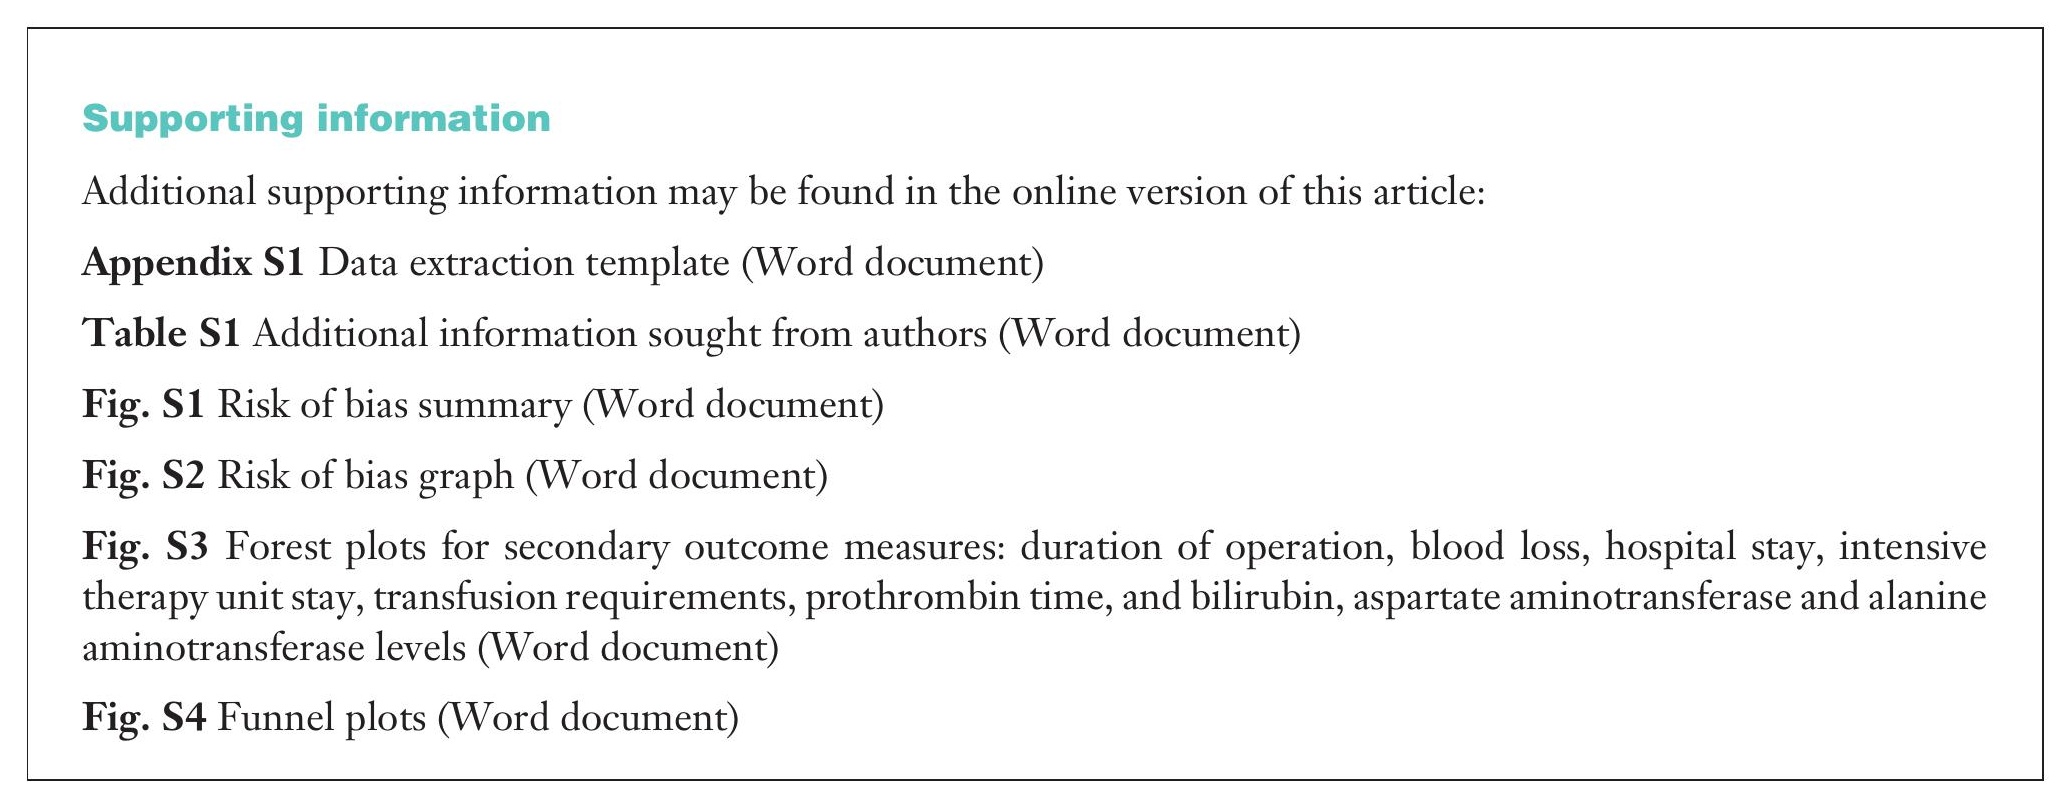 Supporting information
Additional supporting information may be found in the online version of this article:
Appendix S1 Data extraction template (Word document)
Table S1 Additional information sought from authors (Word document)
Fig. S1 Risk of bias summary (Word document)
Fig. S2 Risk of bias graph (Word document)
Fig. S3 Forest plots for secondary outcome measures: duration of operation, blood loss, hospital stay, intensive
therapy unit stay, transfusion requirements, prothrombin time, and bilirubin, aspartate aminotransferase and alanine
aminotransferase levels (Word document)
Fig. S4 Funnel plots (Word document)